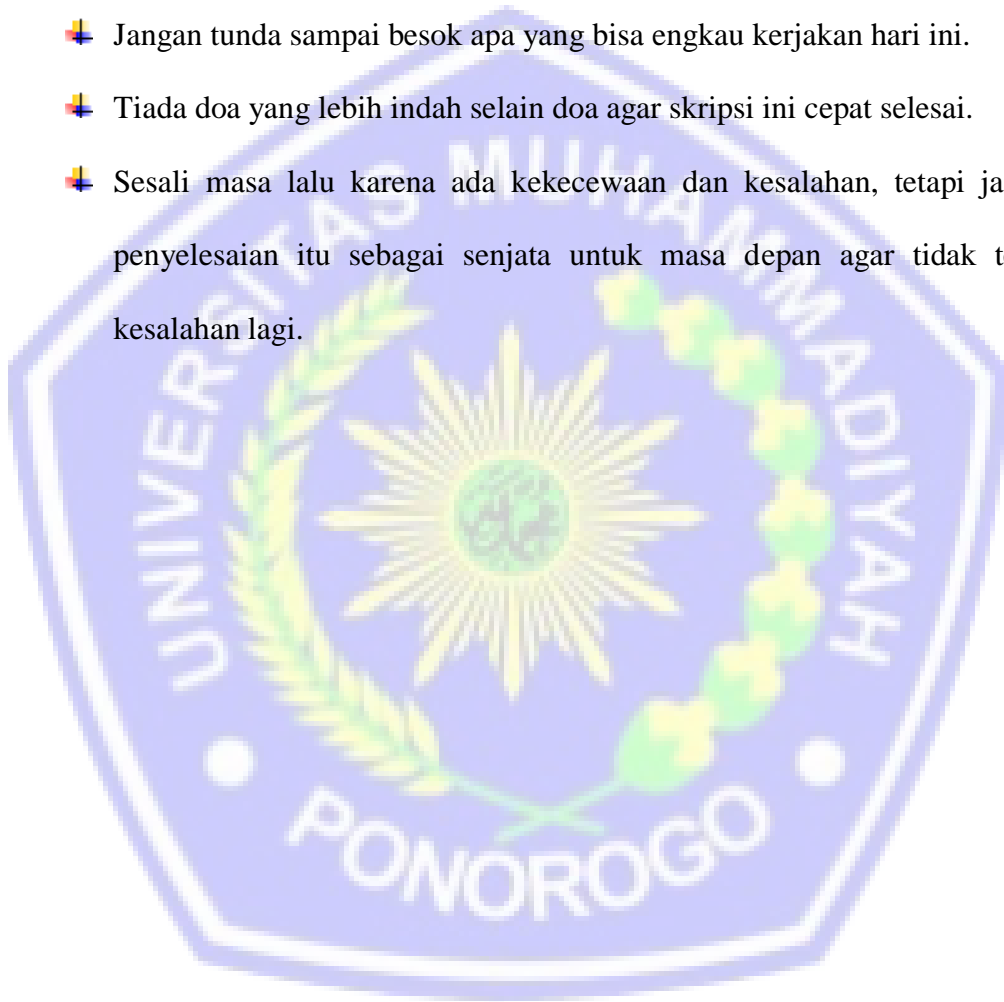 Jangan tunda sampai besok apa yang bisa engkau kerjakan hari ini.
Tiada doa yang lebih indah selain doa agar skripsi ini cepat selesai.
Sesali masa lalu karena ada kekecewaan dan kesalahan, tetapi ja
penyelesaian itu sebagai senjata untuk masa depan agar tidak t
kesalahan lagi.
UNIVERSITAS MUHAMMADIYAH
PONOROGO